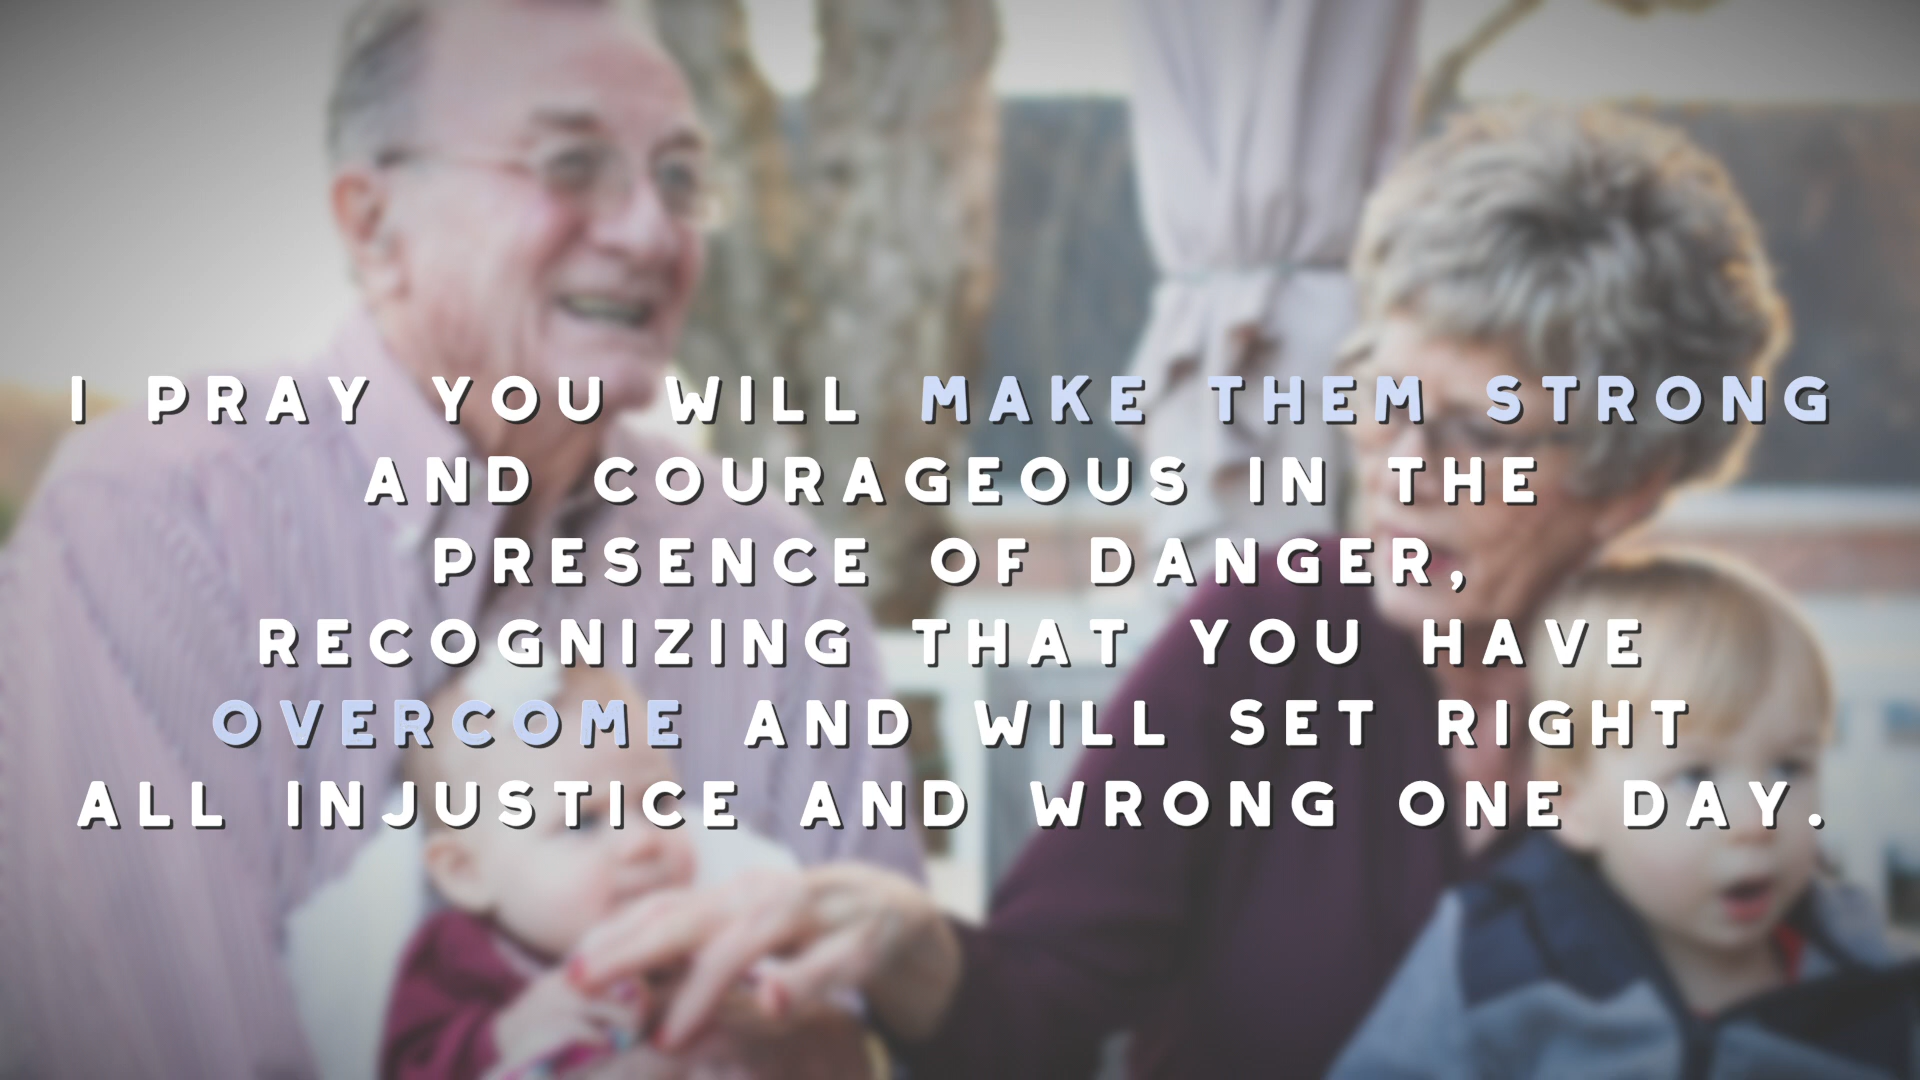 I PRAY YOU WILL MAKE THEM STRONG
AND COURAGEOUS IN THE
PRESENCE OF DANGER,
RECOGNIZING THAT YOU HAVE
OVERCOME AND WILL SET RIGHT
ALL INJUSTICE AND WRONG ONE DAY.